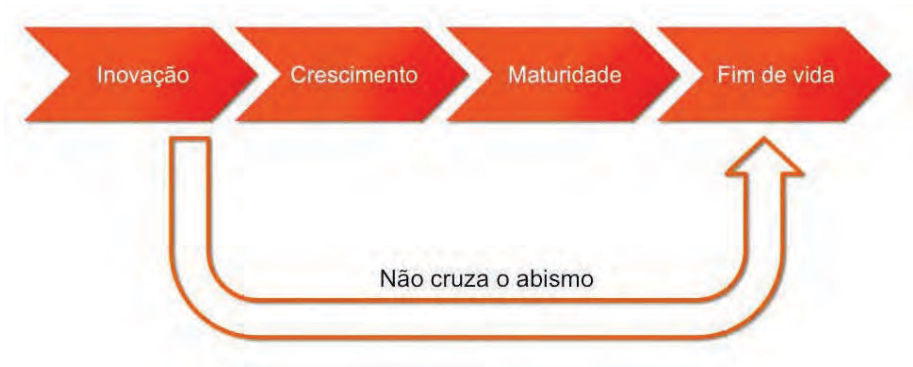 Inovação
Crescimento
Maturidade
Fim de vida
Não cruza o abismo